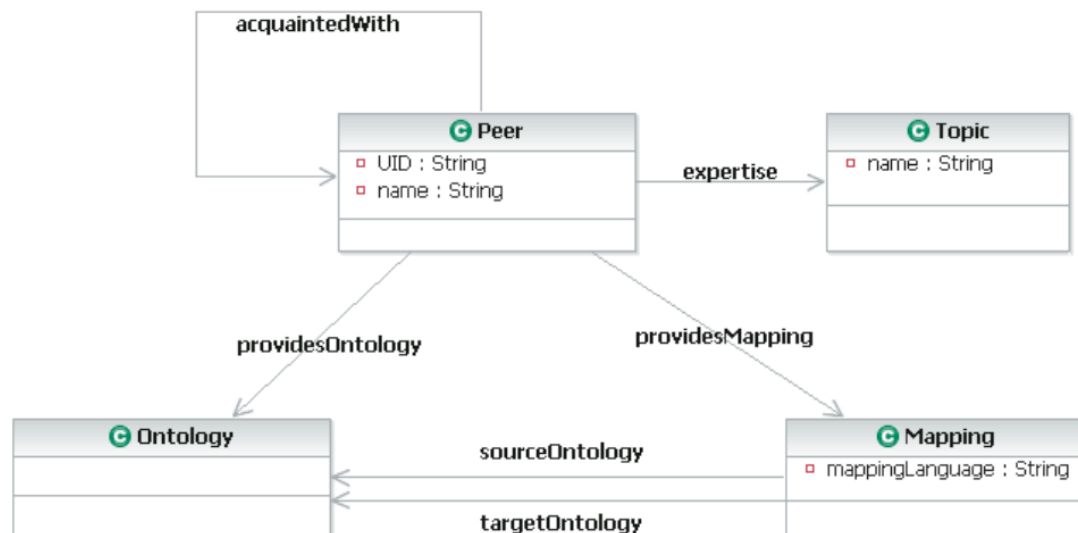 acquaintedWith
C Peer
UID : String
name : String
expertise
C Topic
name : String
providesOntology
providesMapping
C Ontology
sourceOntology
targetOntology
C Mapping
mappingLanguage : String